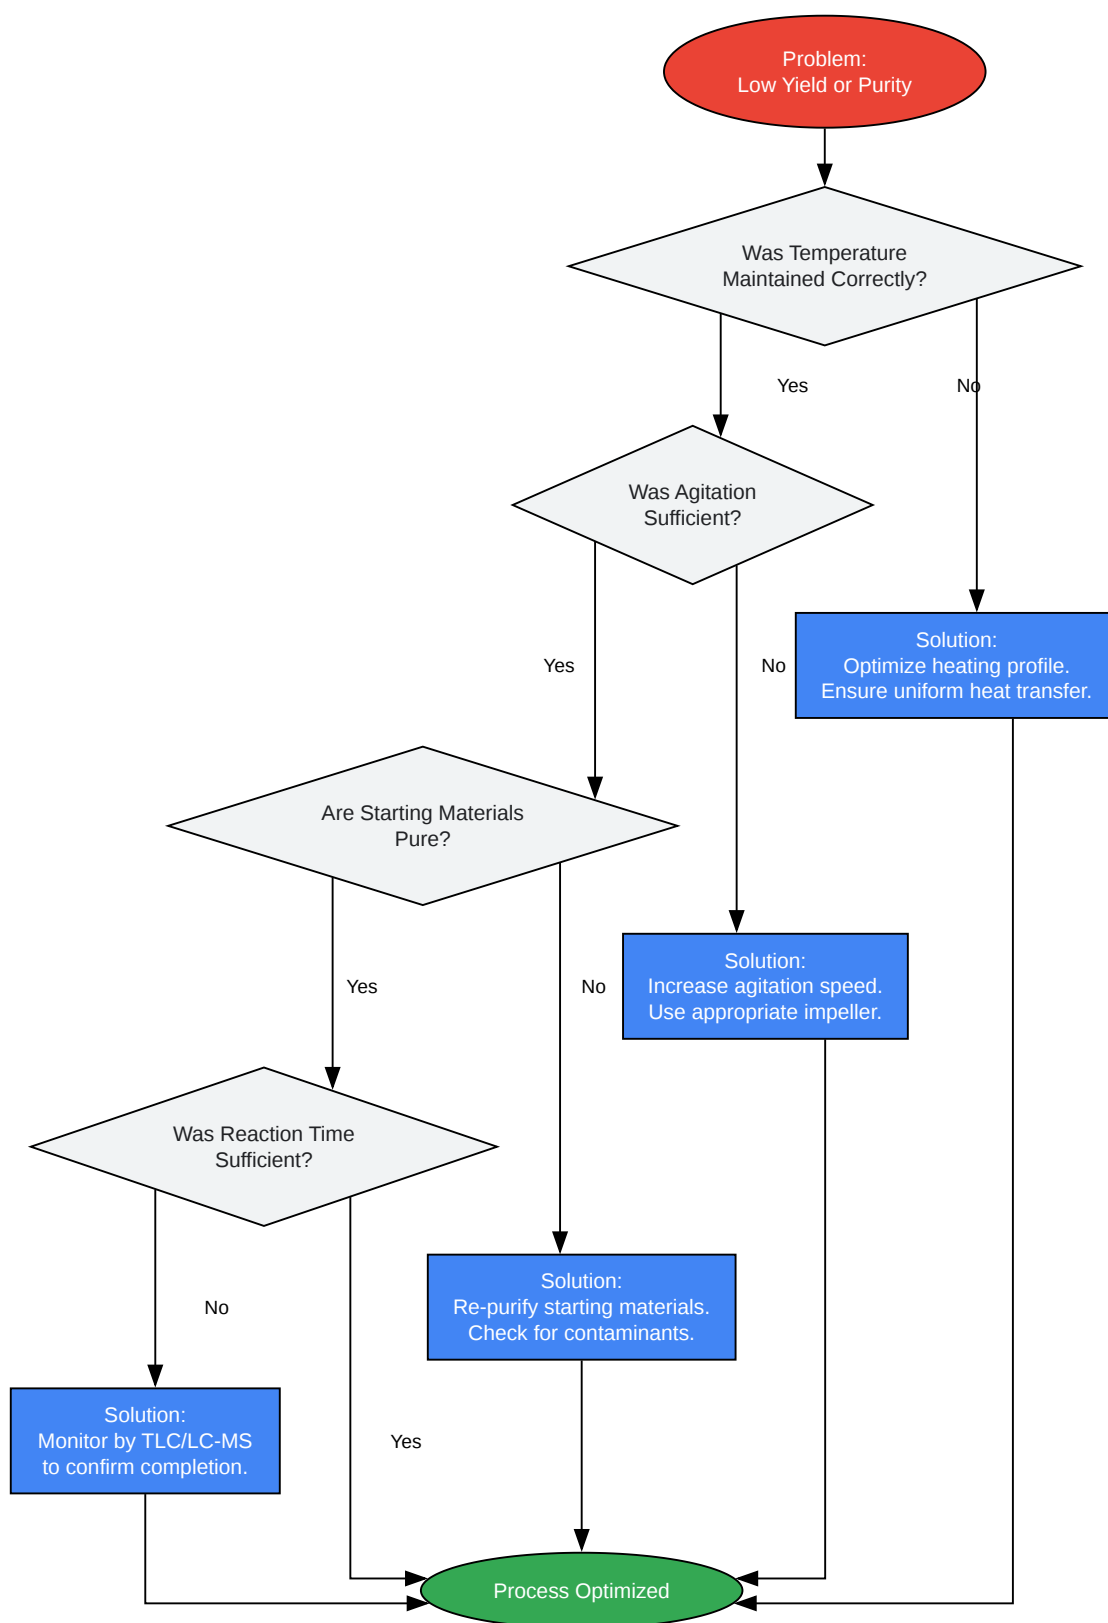 Problem:
Low Yield or Purity
Was Temperature
Maintained Correctly?
Yes
No
Was Agitation
Sufficient?
Yes
No
Solution:
Optimize heating profile.
Ensure uniform heat transfer.
Are Starting Materials
Pure?
Yes
No
Solution:
Increase agitation speed.
Use appropriate impeller.
Was Reaction Time
Sufficient?
No
Yes
Solution:
Re-purify starting materials.
Check for contaminants.
Solution:
Monitor by TLC/LC-MS
to confirm completion.
Process Optimized